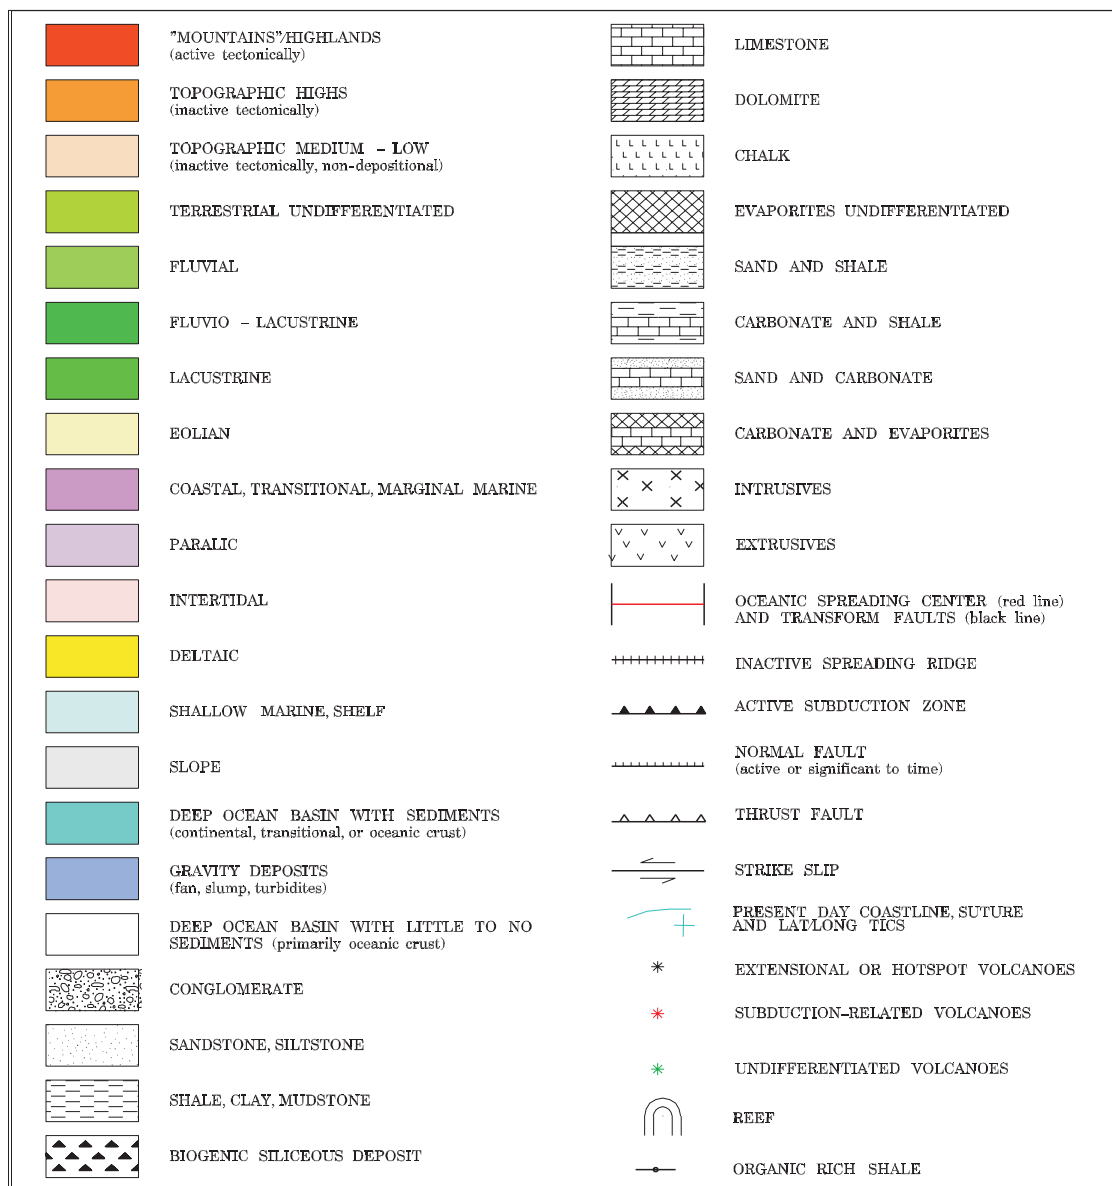 "MOUNTAINS"/HIGHLANDS
(active tectonically)
TOPOGRAPHIC HIGHS
(inactive tectonically)
TOPOGRAPHIC MEDIUM – LOW
(inactive tectonically, non-depositional)
TERRESTRIAL UNDIFFERENTIATED
FLUVIAL
FLUVIO – LACUSTRINE
LACUSTRINE
EOLIAN
COASTAL, TRANSITIONAL, MARGINAL MARINE
PARALIC
INTERTIDAL
DELTAIC
SHALLOW MARINE, SHELF
SLOPE
DEEP OCEAN BASIN WITH SEDIMENTS
(continental, transitional, or oceanic crust)
GRAVITY DEPOSITS
(fan, slump, turbidites)
DEEP OCEAN BASIN WITH LITTLE TO NO
SEDIMENTS (primarily oceanic crust)
CONGLOMERATE
SANDSTONE, SILTSTONE
SHALE, CLAY, MUDSTONE
BIOGENIC SILICEOUS DEPOSIT
LIMESTONE
DOLOMITE
CHALK
EVAPORITES UNDIFFERENTIATED
SAND AND SHALE
CARBONATE AND SHALE
SAND AND CARBONATE
CARBONATE AND EVAPORITES
INTRUSIVES
EXTRUSIVES
OCEANIC SPREADING CENTER (red line)
AND TRANSFORM FAULTS (black line)
INACTIVE SPREADING RIDGE
ACTIVE SUBDUCTION ZONE
NORMAL FAULT
(active or significant to time)
THRUST FAULT
STRIKE SLIP
PRESENT DAY COASTLINE, SUTURE
AND LAT/LONG TICS
EXTENSIONAL OR HOTSPOT VOLCANOES
SUBDUCTION–RELATED VOLCANOES
UNDIFFERENTIATED VOLCANOES
REEF
ORGANIC RICH SHALE